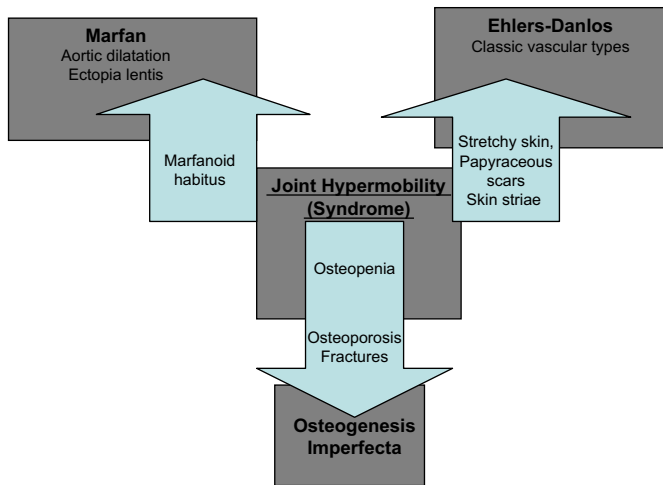 Marfan
Aortic dilatation
Ectopia lentis
Ehlers-Danlos
Classic vascular types
Marfanoid
habitus
Stretchy skin,
Papyraceous
scars
Skin striae
Joint Hypermobility
(Syndrome)
Osteopenia
Osteoporosis
Fractures
Osteogenesis
Imperfecta